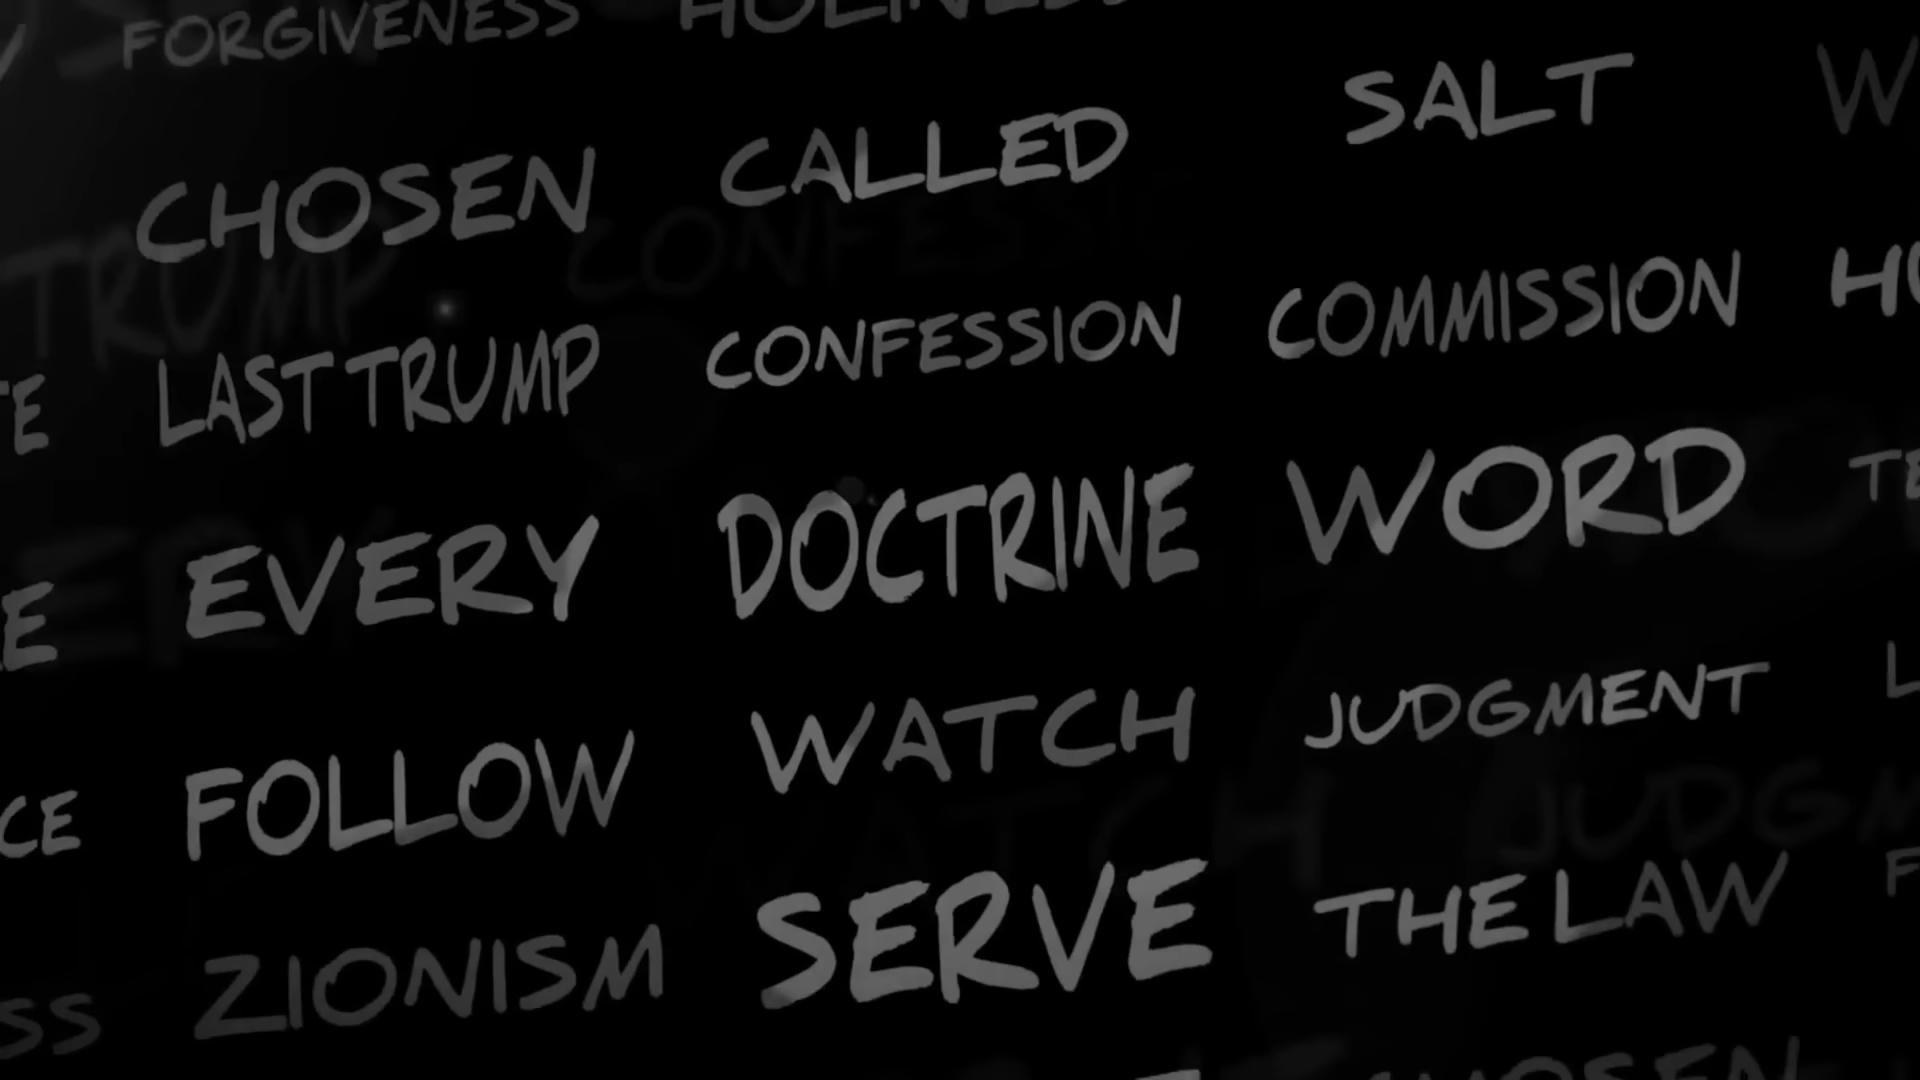 FORGIVENESS
CHOSEN CALLED SALT
LAST TRUMP CONFESSION COMMISSION
EVERY DOCTRINE WORD
FOLLOW WATCH JUDGMENT
ZIONISM SERVE THE LAW